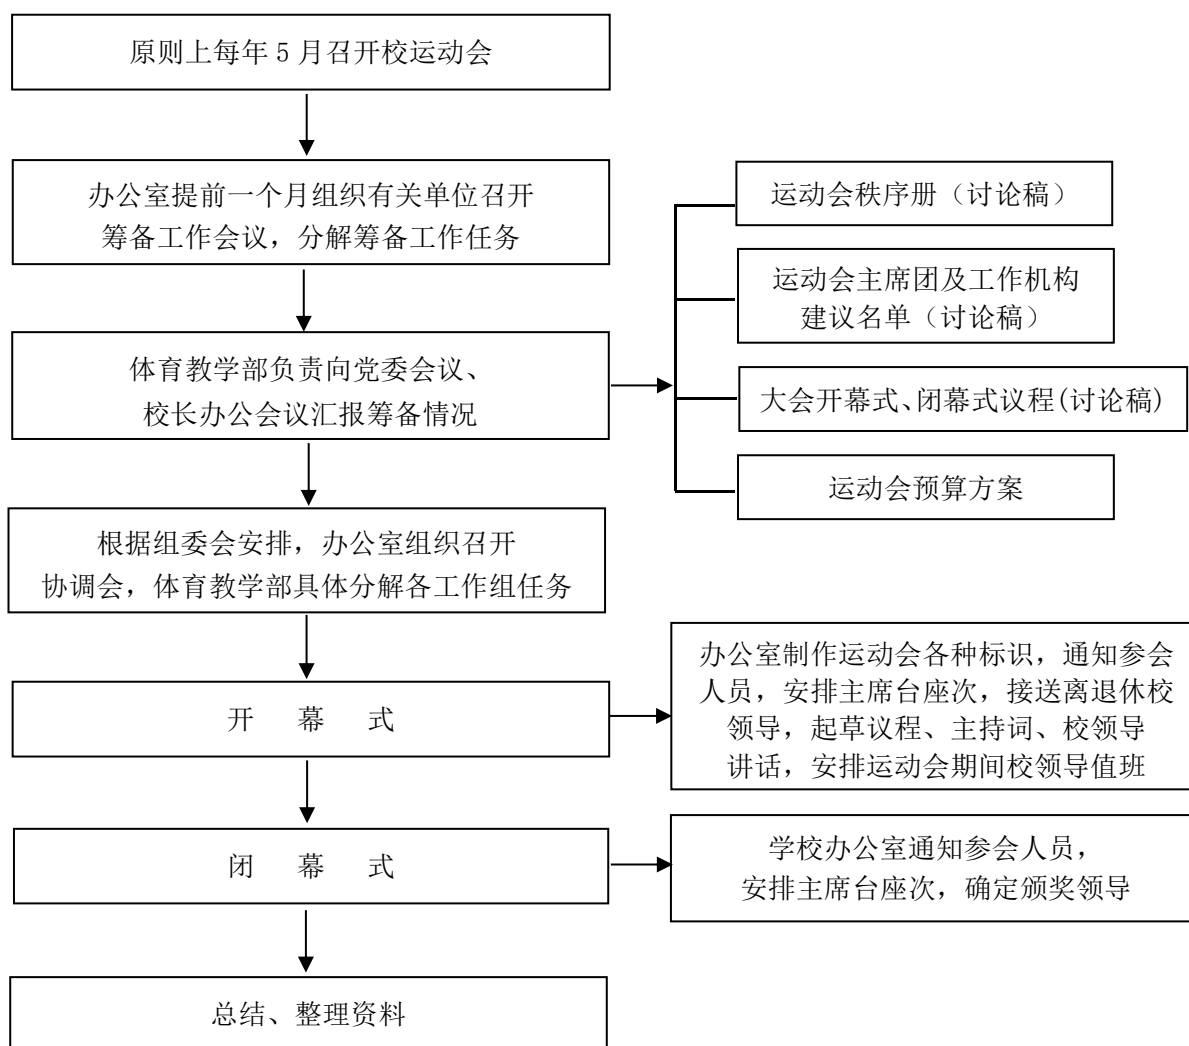 原则上每年 5 月召开校运动会
办公室提前一个月组织有关单位召开
筹备工作会议，分解筹备工作任务
运动会秩序册（讨论稿）
运动会主席团及工作机构
建议名单（讨论稿）
体育教学部负责向党委会议、
校长办公会议汇报筹备情况
大会开幕式、闭幕式议程(讨论稿)
运动会预算方案
根据组委会安排，办公室组织召开
协调会，体育教学部具体分解各工作组任务
开 幕 式
办公室制作运动会各种标识，通知参会
人员，安排主席台座次，接送离退休校
领导，起草议程、主持词、校领导
讲话，安排运动会期间校领导值班
闭 幕 式
学校办公室通知参会人员，
安排主席台座次，确定颁奖领导
总结、整理资料